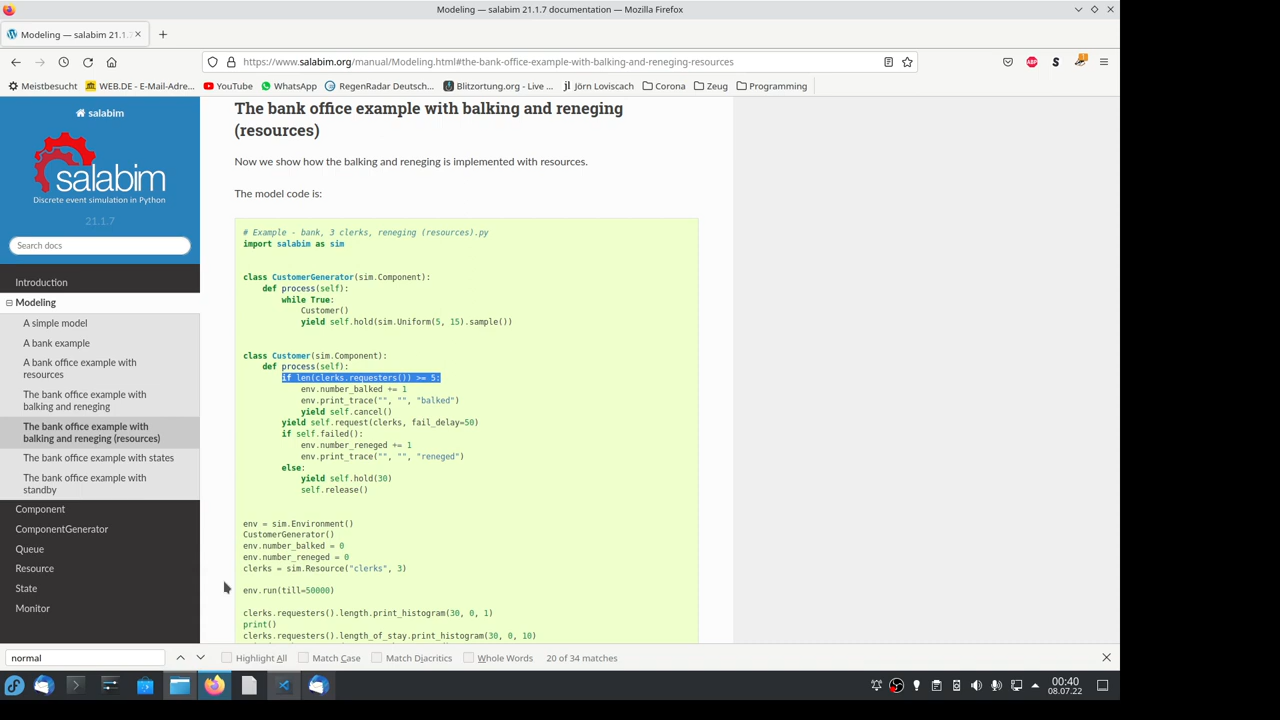 Modeling — salabim 21.1.7 documentation — Mozilla Firefox
Modeling — salabim 21.1.
https://www.salabim.org/manual/Modeling.html#the-bank-office-example-with-balking-and-reneging-resources
Meistbesucht WEB.DE - E-Mail-Adre... YouTube WhatsApp RegenRadar Deutsch... Blitzortung.org - Live ... Jörn Loviscach Corona Zeug Programming
salabim
salabim
Discrete event simulation in Python
21.1.7
Search docs
Introduction
Modeling
A simple model
A bank example
A bank office example with
resources
The bank office example with
balking and reneging
The bank office example with
balking and reneging (resources)
The bank office example with states
The bank office example with
standby
Component
ComponentGenerator
Queue
Resource
State
Monitor
The bank office example with balking and reneging
(resources)
Now we show how the balking and reneging is implemented with resources.
The model code is:
# Example - bank, 3 clerks, reneging (resources).py
import salabim as sim
class CustomerGenerator(sim.Component):
def process(self):
while True:
Customer()
yield self.hold(sim.Uniform(5, 15).sample())
class Customer(sim.Component):
def process(self):
if len(clerks.requesters()) >= 5:
env.number_balked += 1
env.print_trace("", "", "balked")
yield self.cancel()
yield self.request(clerks, fail_delay=50)
if self.failed():
env.number_reneged += 1
env.print_trace("", "", "reneged")
else:
yield self.hold(30)
self.release()
env = sim.Environment()
CustomerGenerator()
env.number_balked = 0
env.number_reneged = 0
clerks = sim.Resource("clerks", 3)
env.run(till=50000)
clerks.requesters().length.print_histogram(30, 0, 1)
print()
clerks.requesters().length_of_stay.print_histogram(30, 0, 10)
normal Highlight All Match Case Match Diacritics Whole Words 20 of 34 matches
00:40
08.07.22